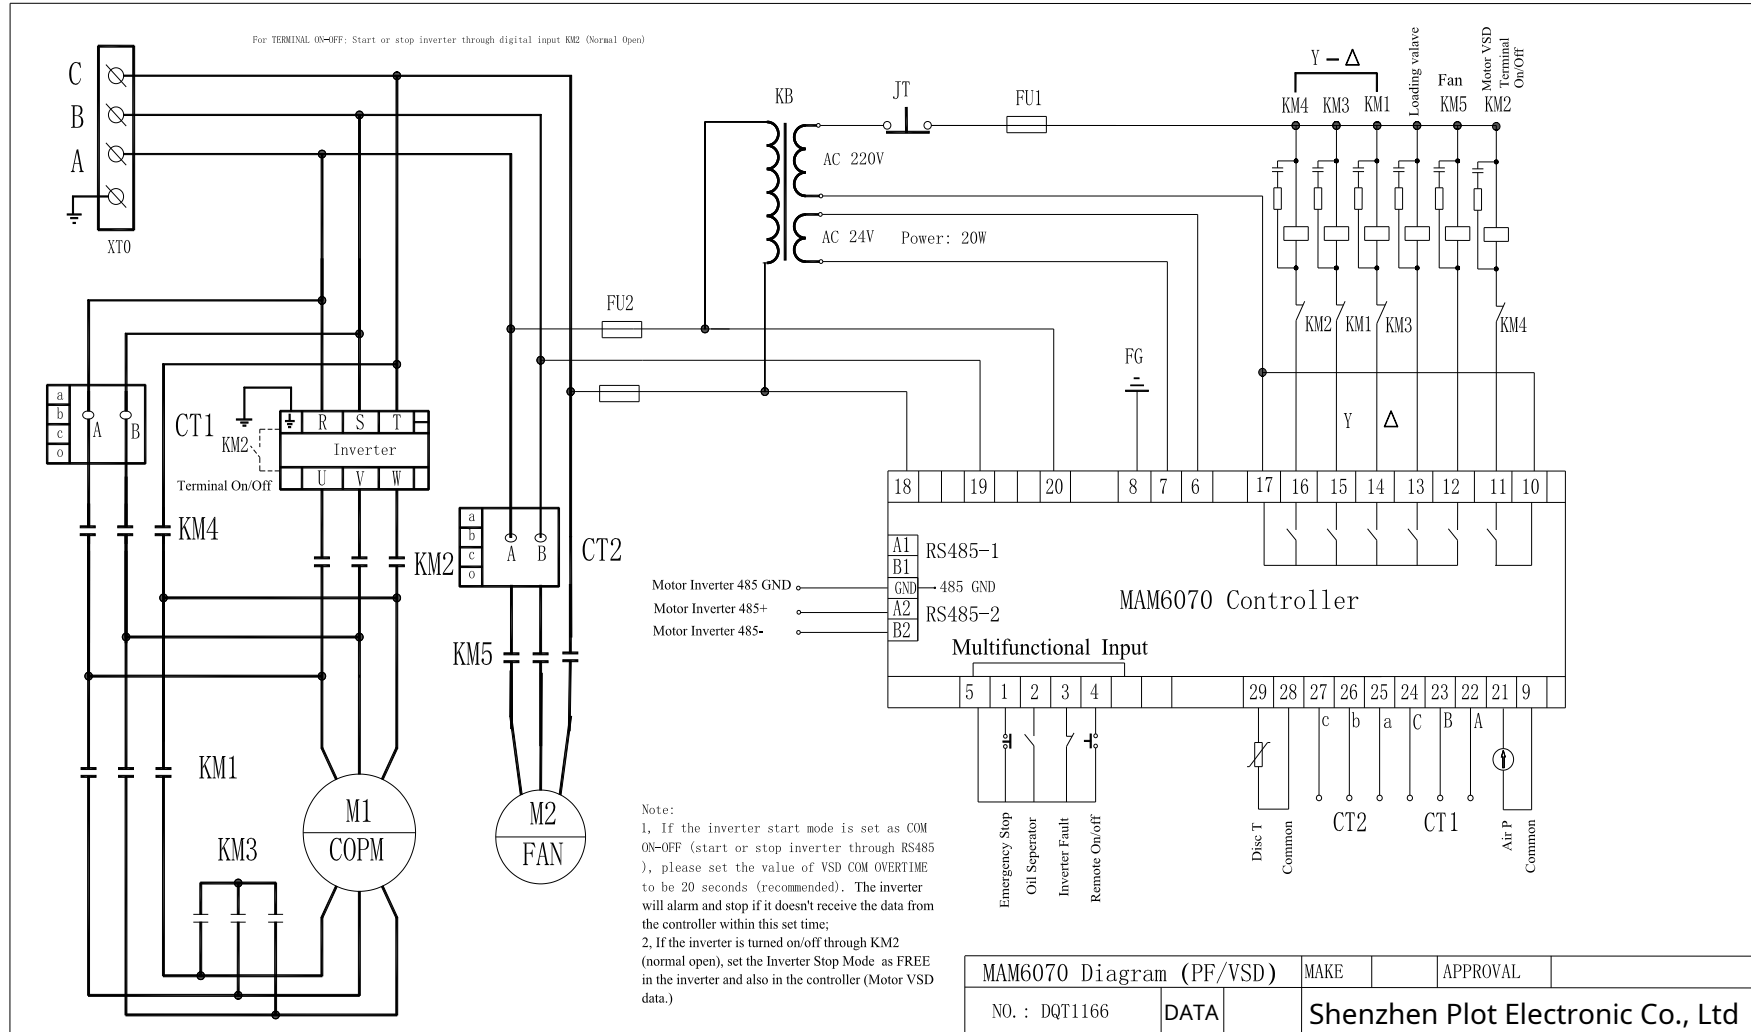 For TERMINAL ON-OFF: Start or stop inverter through digital input KM2 (Normal Open)
C
B
A
XT0
KB
JT
FU1
AC 220V
AC 24V Power: 20W
Y - Δ
KM4 KM3 KM1
Loading valave
Fan
KM5
Motor VSD
Terminal
On/Off
KM2
KM2 KM1 KM3 KM4
FU2
FG
Y Δ
a
b
c
o
A B
CT1
KM2
R S T
Inverter
U V W
Terminal On/Off
KM4
KM2
a
b
c
o
A B
CT2
KM5
KM1
KM3
M1
COPM
M2
FAN
18 19 20 8 7 6 17 16 15 14 13 12 11 10
A1
B1
GND
A2
B2
RS485-1
485 GND
RS485-2
Motor Inverter 485 GND
Motor Inverter 485+
Motor Inverter 485-
MAM6070 Controller
Multifunctional Input
5 1 2 3 4 29 28 27 26 25 24 23 22 21 9
c b a C B A
CT2 CT1
Emergency Stop
Oil Seperator
Inverter Fault
Remote On/off
Disc T
Common
Air P
Common
Note:
1, If the inverter start mode is set as COM
ON-OFF (start or stop inverter through RS485
), please set the value of VSD COM OVERTIME
to be 20 seconds (recommended). The inverter
will alarm and stop if it doesn't receive the data from
the controller within this set time;
2, If the inverter is turned on/off through KM2
(normal open), set the Inverter Stop Mode as FREE
in the inverter and also in the controller (Motor VSD
data.)
MAM6070 Diagram (PF/VSD) MAKE APPROVAL
NO.: DQT1166 DATA Shenzhen Plot Electronic Co., Ltd